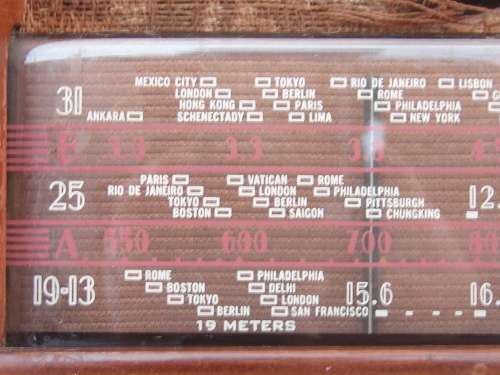 MEXICO CITY TOKYO RIO DE JANEIRO LISBON
31 LONDON BERLIN ROME
HONG KONG PARIS PHILADELPHIA
ANKARA SCHENECTADY LIMA NEW YORK
PARIS VATICAN ROME
25 RIO DE JANEIRO LONDON PHILADELPHIA 12.
TOKYO BERLIN PITTSBURGH
BOSTON SAIGON CHUNGKING
A 550 600 700
ROME PHILADELPHIA
19-13 BOSTON DELHI 15.6 16.
TOKYO LONDON
BERLIN SAN FRANCISCO
19 METERS